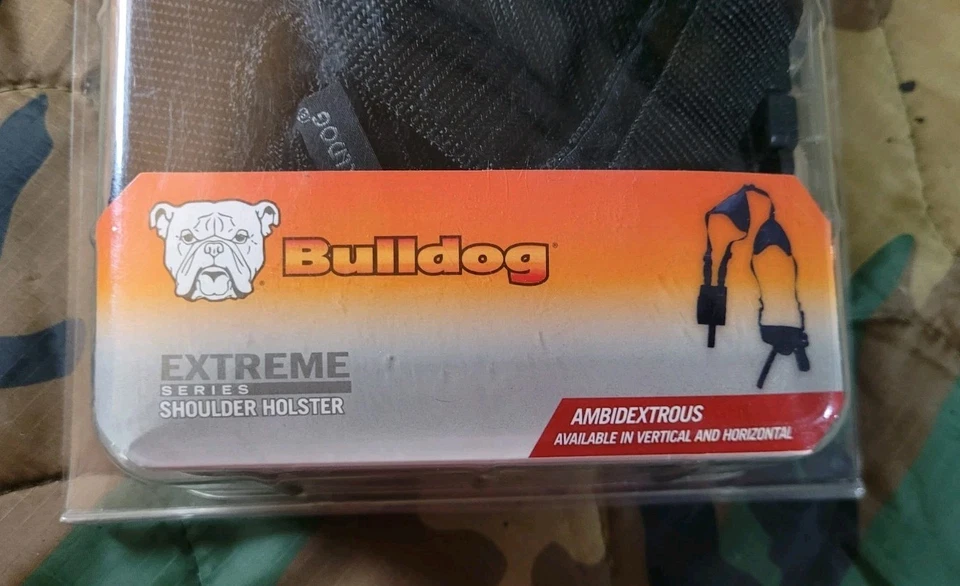 Bulldog®
EXTREME
SERIES
SHOULDER HOLSTER
AMBIDEXTROUS
AVAILABLE IN VERTICAL AND HORIZONTAL